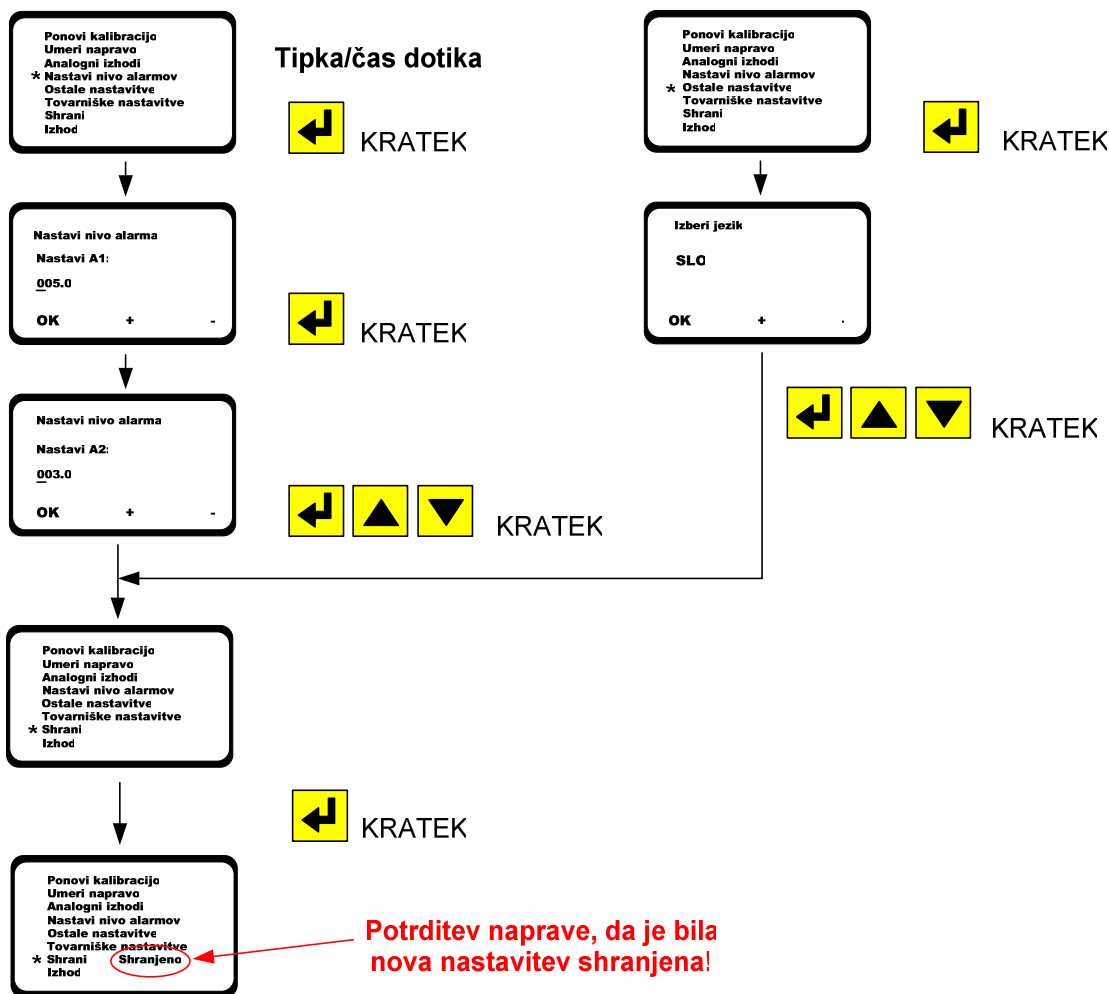 Ponovi kalibracijo
Umeri napravo
Analogni izhodi
* Nastavi nivo alarmov
Ostale nastavitve
Tovarniške nastavitve
Shrani
Izhod
Tipka/čas dotika
KRATEK
Nastavi nivo alarma
Nastavi A1:
005.0
OK + -
KRATEK
Nastavi nivo alarma
Nastavi A2:
003.0
OK + -
KRATEK
Ponovi kalibracijo
Umeri napravo
Analogni izhodi
Nastavi nivo alarmov
* Ostale nastavitve
Tovarniške nastavitve
Shrani
Izhod
KRATEK
Izberi jezik
SLO
OK + -
KRATEK
Ponovi kalibracijo
Umeri napravo
Analogni izhodi
Nastavi nivo alarmov
Ostale nastavitve
Tovarniške nastavitve
* Shrani
Izhod
KRATEK
Ponovi kalibracijo
Umeri napravo
Analogni izhodi
Nastavi nivo alarmov
Ostale nastavitve
Tovarniške nastavitve
* Shrani Shranjeno
Izhod
Potrditev naprave, da je bila
nova nastavitev shranjena!